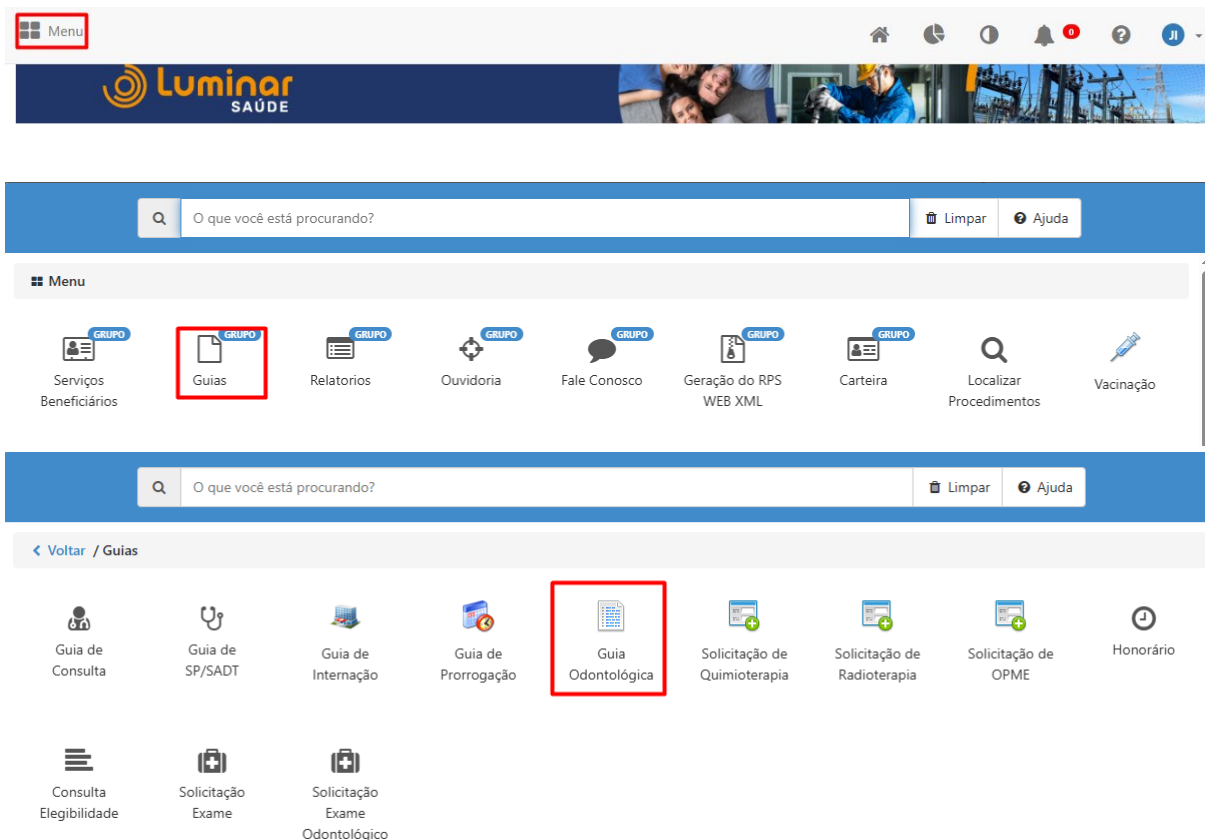 Menu
0
JI
Luminar
SAÚDE
O que você está procurando?
Limpar
Ajuda
Menu
GRUPO
GRUPO
GRUPO
GRUPO
GRUPO
GRUPO
GRUPO
Serviços
Beneficiários
Guias
Relatorios
Ouvidoria
Fale Conosco
Geração do RPS
WEB XML
Carteira
Localizar
Procedimentos
Vacinação
O que você está procurando?
Limpar
Ajuda
Voltar / Guias
Guia de
Consulta
Guia de
SP/SADT
Guia de
Internação
Guia de
Prorrogação
Guia
Odontológica
Solicitação de
Quimioterapia
Solicitação de
Radioterapia
Solicitação de
OPME
Honorário
Consulta
Elegibilidade
Solicitação
Exame
Solicitação
Exame
Odontológico